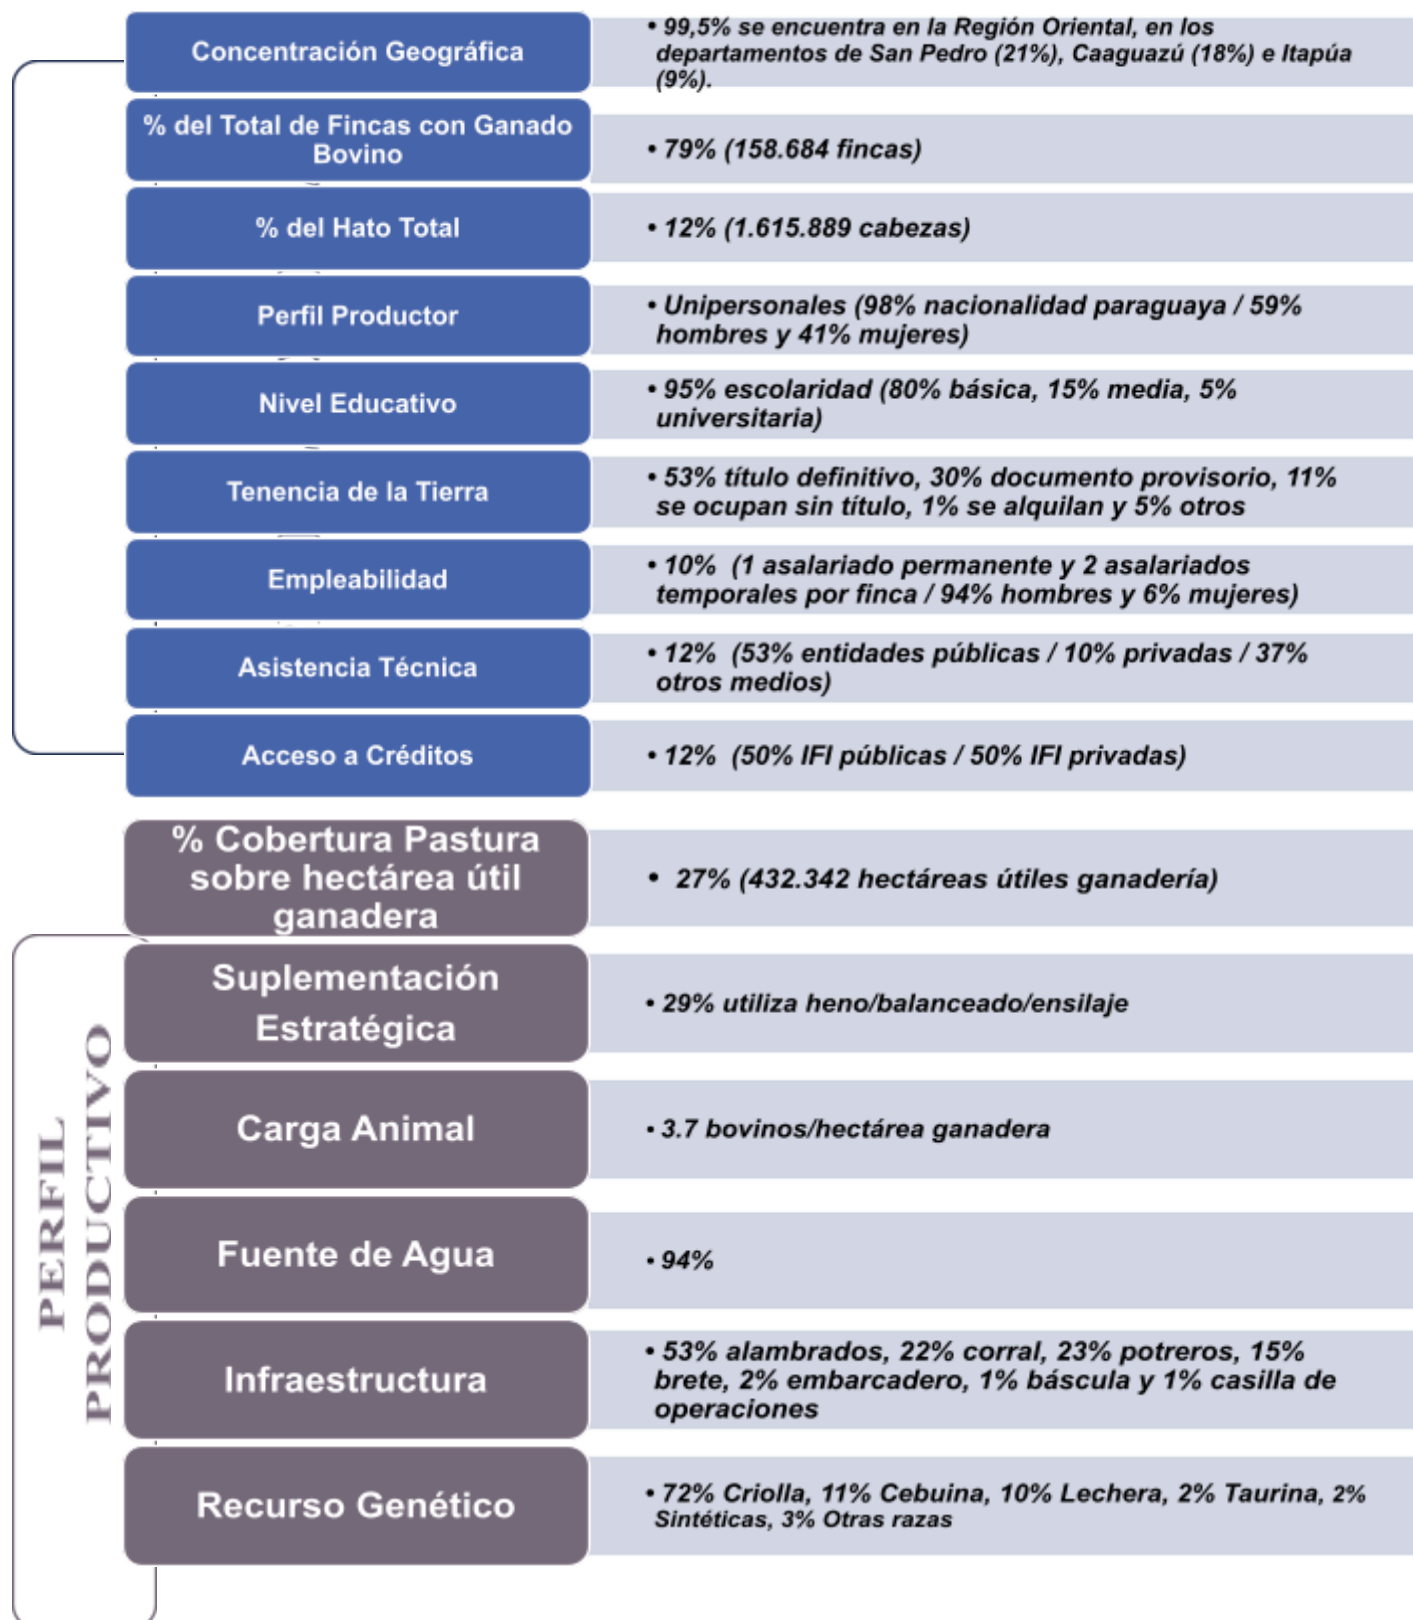 Concentración Geográfica
• 99,5% se encuentra en la Región Oriental, en los
departamentos de San Pedro (21%), Caaguazú (18%) e Itapúa
(9%).
% del Total de Fincas con Ganado
Bovino
• 79% (158.684 fincas)
% del Hato Total
• 12% (1.615.889 cabezas)
Perfil Productor
• Unipersonales (98% nacionalidad paraguaya / 59%
hombres y 41% mujeres)
Nivel Educativo
• 95% escolaridad (80% básica, 15% media, 5%
universitaria)
Tenencia de la Tierra
• 53% título definitivo, 30% documento provisorio, 11%
se ocupan sin título, 1% se alquilan y 5% otros
Empleabilidad
• 10% (1 asalariado permanente y 2 asalariados
temporales por finca / 94% hombres y 6% mujeres)
Asistencia Técnica
• 12% (53% entidades públicas / 10% privadas / 37%
otros medios)
Acceso a Créditos
• 12% (50% IFI públicas / 50% IFI privadas)
PERFIL
PRODUCTIVO
% Cobertura Pastura
sobre hectárea útil
ganadera
• 27% (432.342 hectáreas útiles ganadería)
Suplementación
Estratégica
• 29% utiliza heno/balanceado/ensilaje
Carga Animal
• 3.7 bovinos/hectárea ganadera
Fuente de Agua
• 94%
Infraestructura
• 53% alambrados, 22% corral, 23% potreros, 15%
brete, 2% embarcadero, 1% báscula y 1% casilla de
operaciones
Recurso Genético
• 72% Criolla, 11% Cebuina, 10% Lechera, 2% Taurina, 2%
Sintéticas, 3% Otras razas